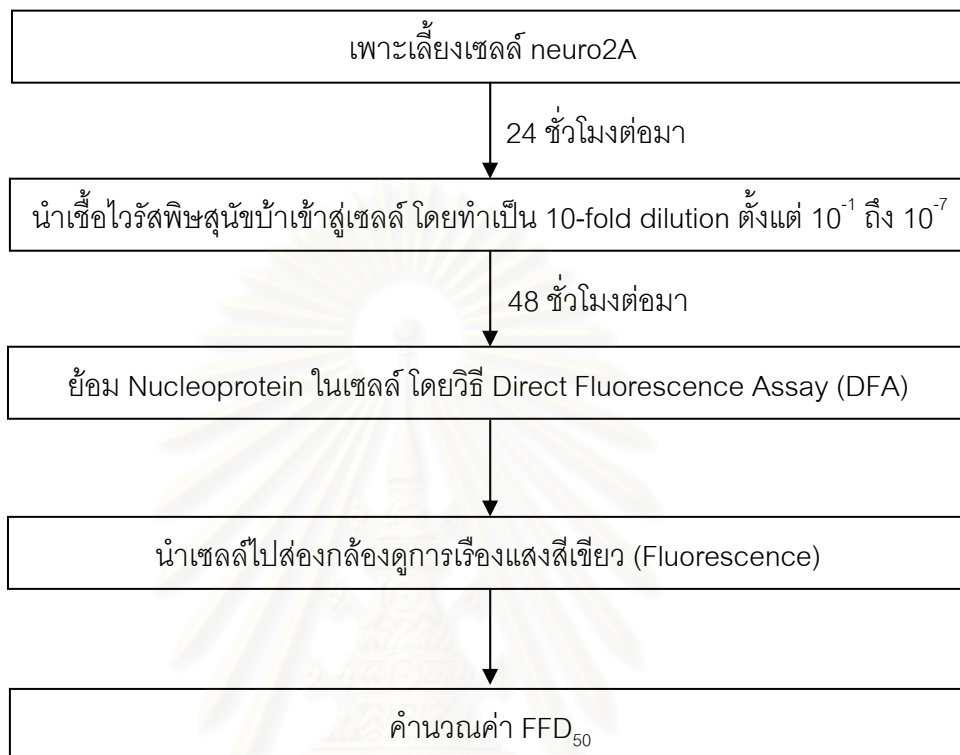 เพาะเลี้ยงเซลล์ neuro2A
24 ชั่วโมงต่อมา
นำเชื้อไวรัสพิษสุนัขบ้าเข้าสู่เซลล์ โดยทำเป็น 10-fold dilution ตั้งแต่ 10⁻¹ ถึง 10⁻⁷
48 ชั่วโมงต่อมา
ย้อม Nucleoprotein ในเซลล์ โดยวิธี Direct Fluorescence Assay (DFA)
นำเซลล์ไปส่องกล้องดูการเรืองแสงสีเขียว (Fluorescence)
คำนวณค่า FFD₅₀